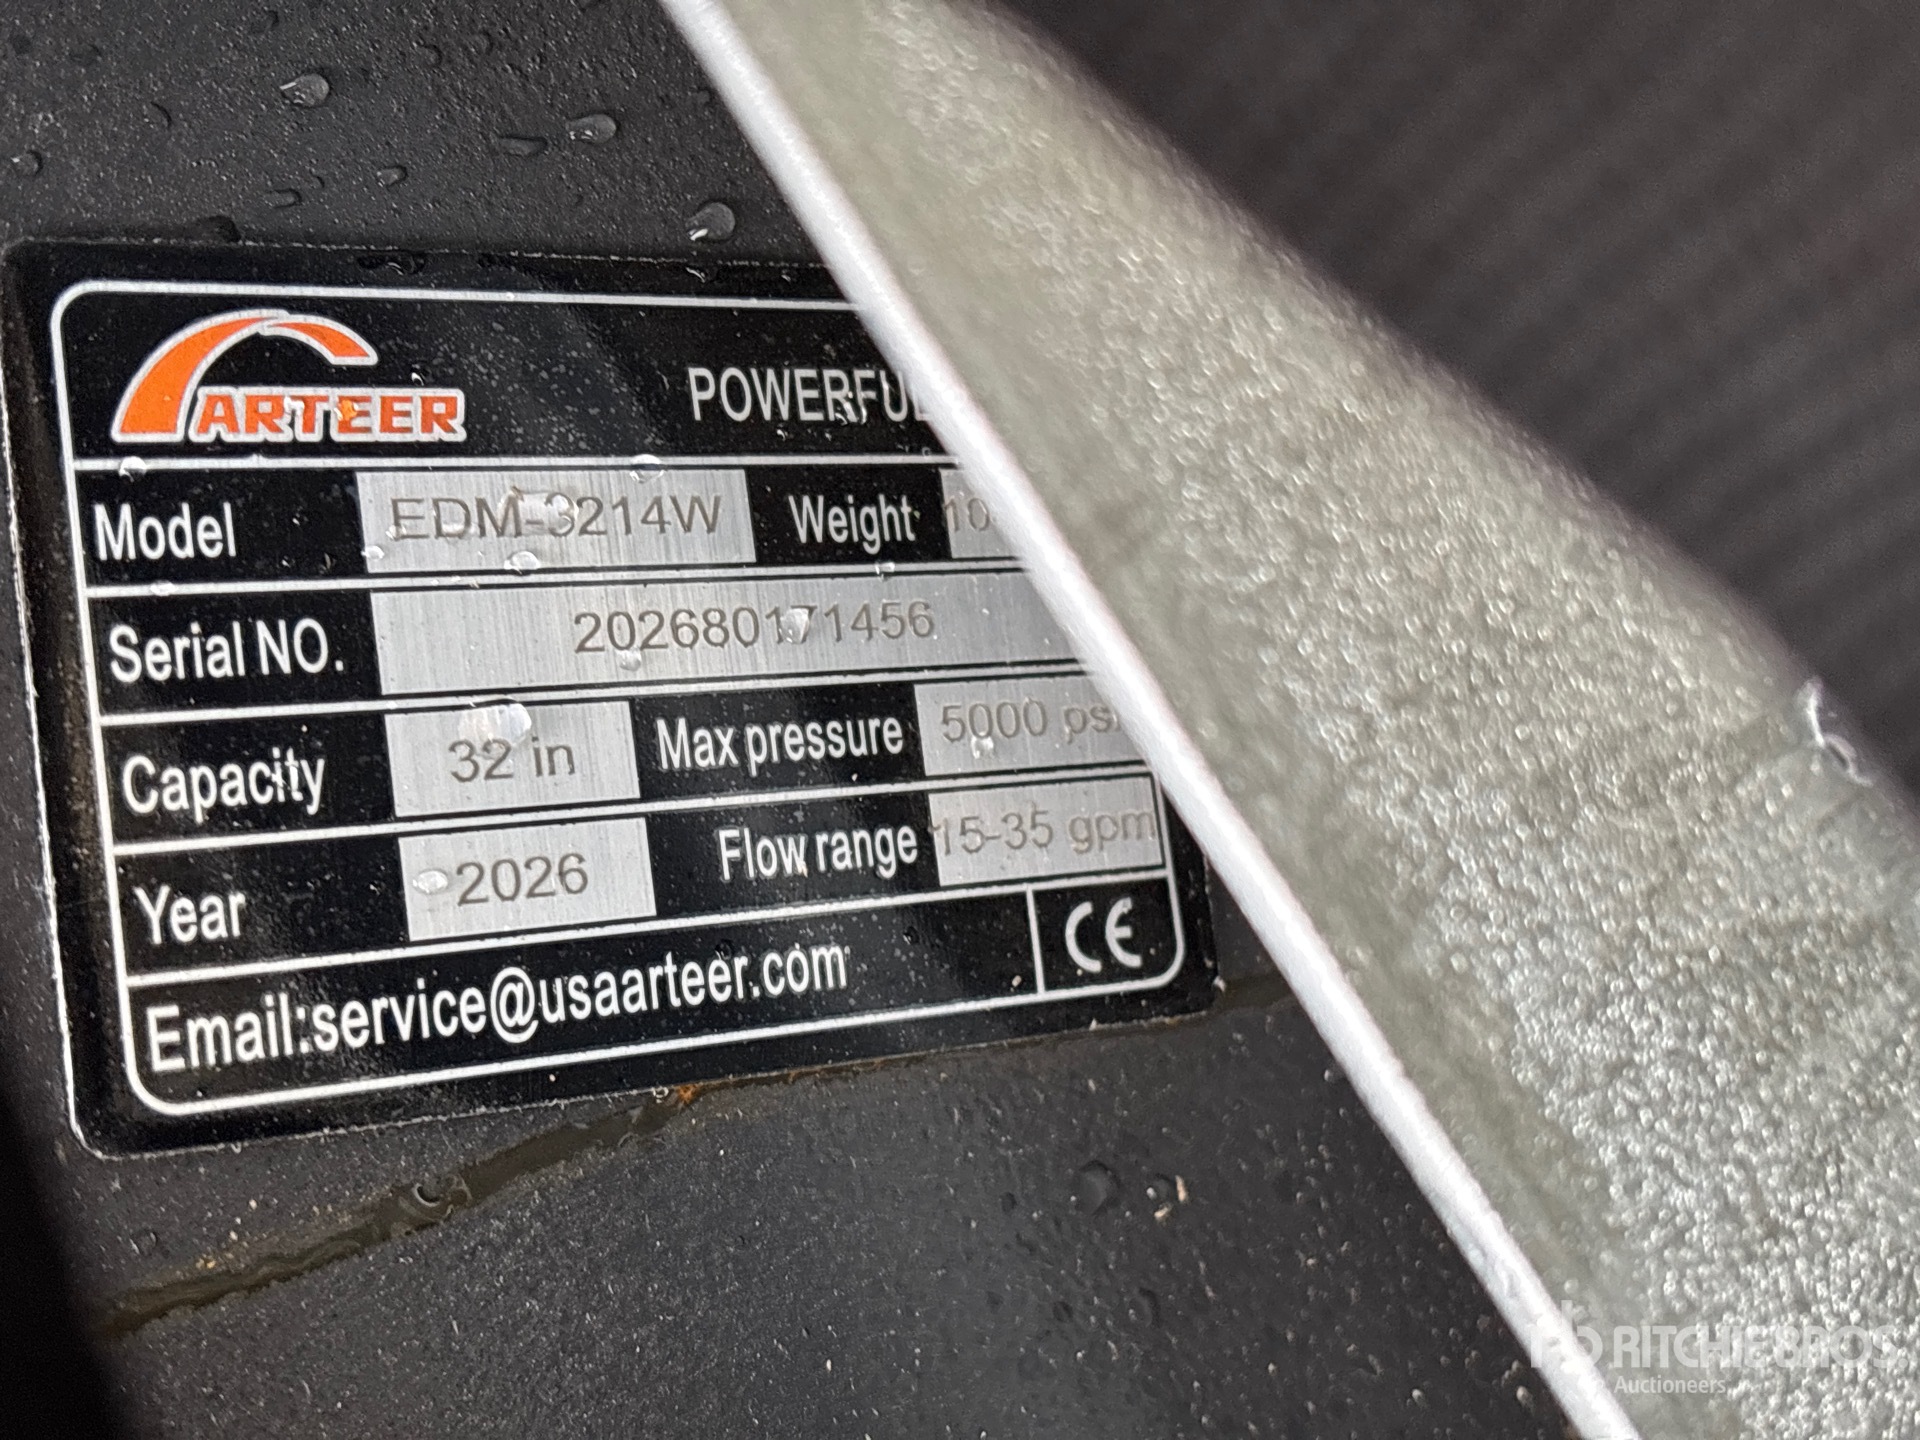 ARTEER
POWERFUL
Model EDM-3214W Weight
Serial NO. 202680171456
Capacity 32 in Max pressure 5000 psi
Year 2026 Flow range 15-35 gpm
Email:service@usaarteer.com CE
RITCHIE BROS.
Auctioneers